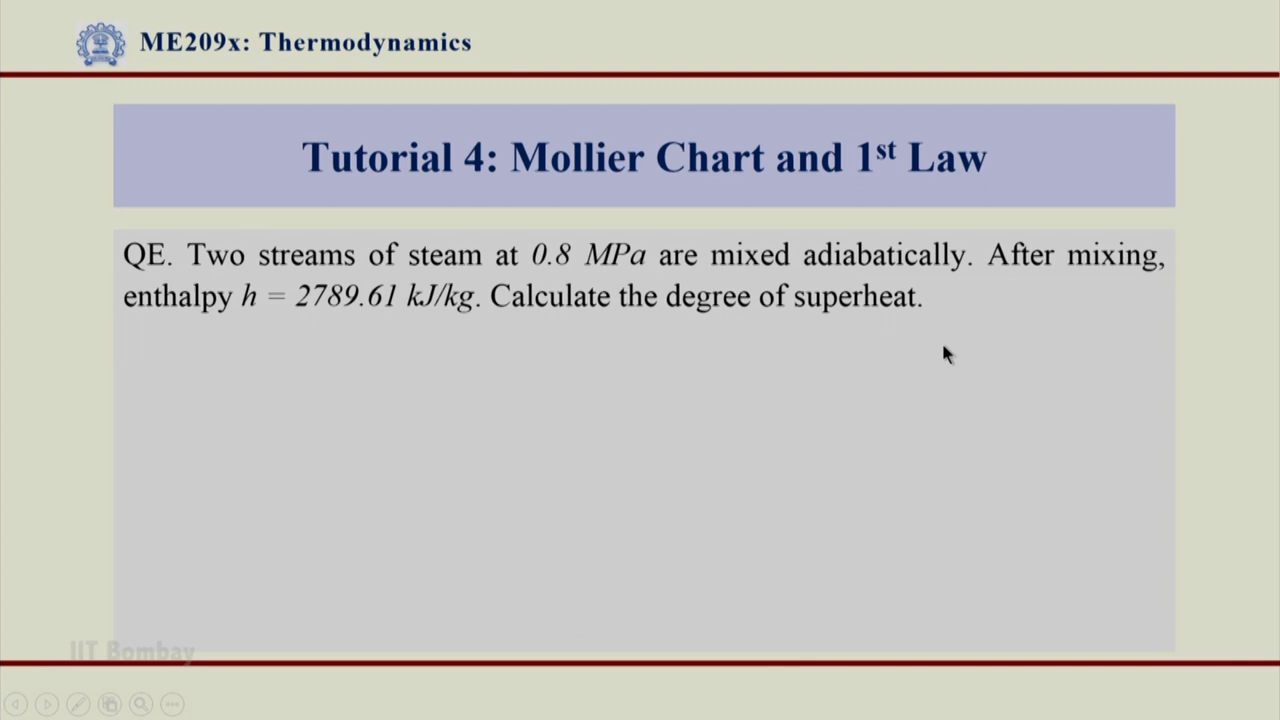 ME209x: Thermodynamics
Tutorial 4: Mollier Chart and 1st Law
QE. Two streams of steam at 0.8 MPa are mixed adiabatically. After mixing,
enthalpy h = 2789.61 kJ/kg. Calculate the degree of superheat.
IIT Bombay